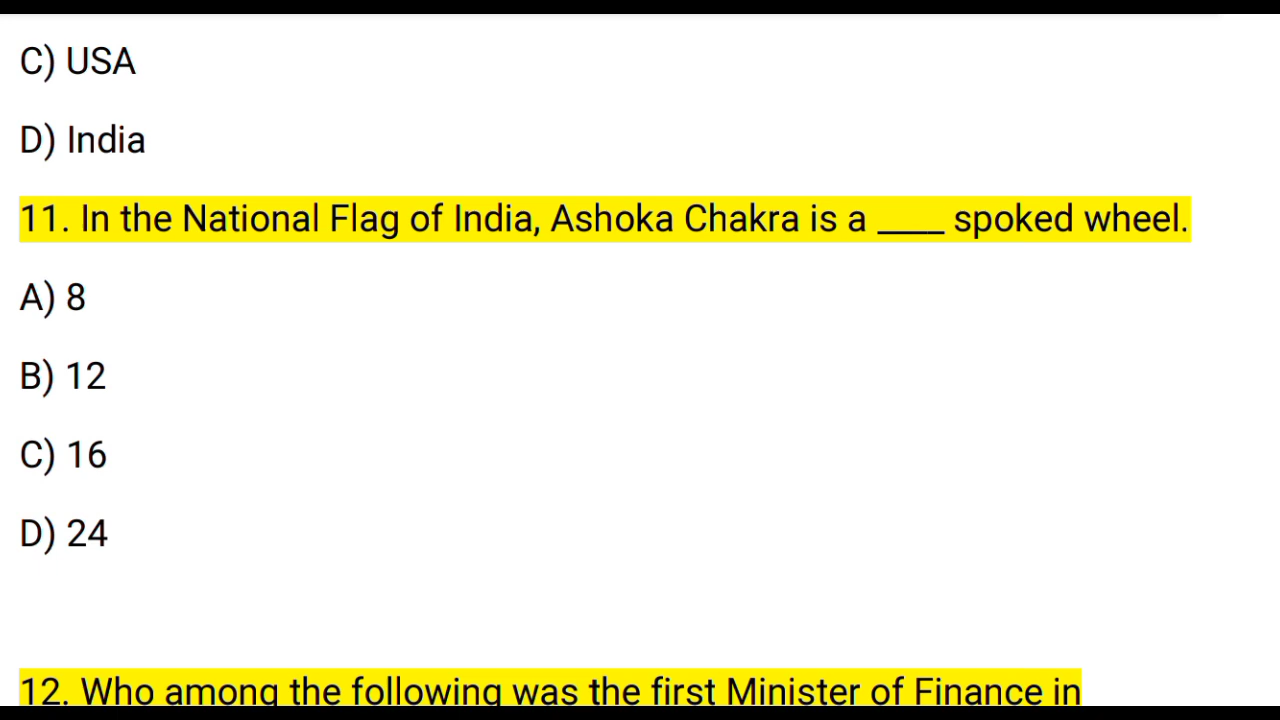 C) USA
D) India
11. In the National Flag of India, Ashoka Chakra is a ____ spoked wheel.
A) 8
B) 12
C) 16
D) 24
12. Who among the following was the first Minister of Finance in